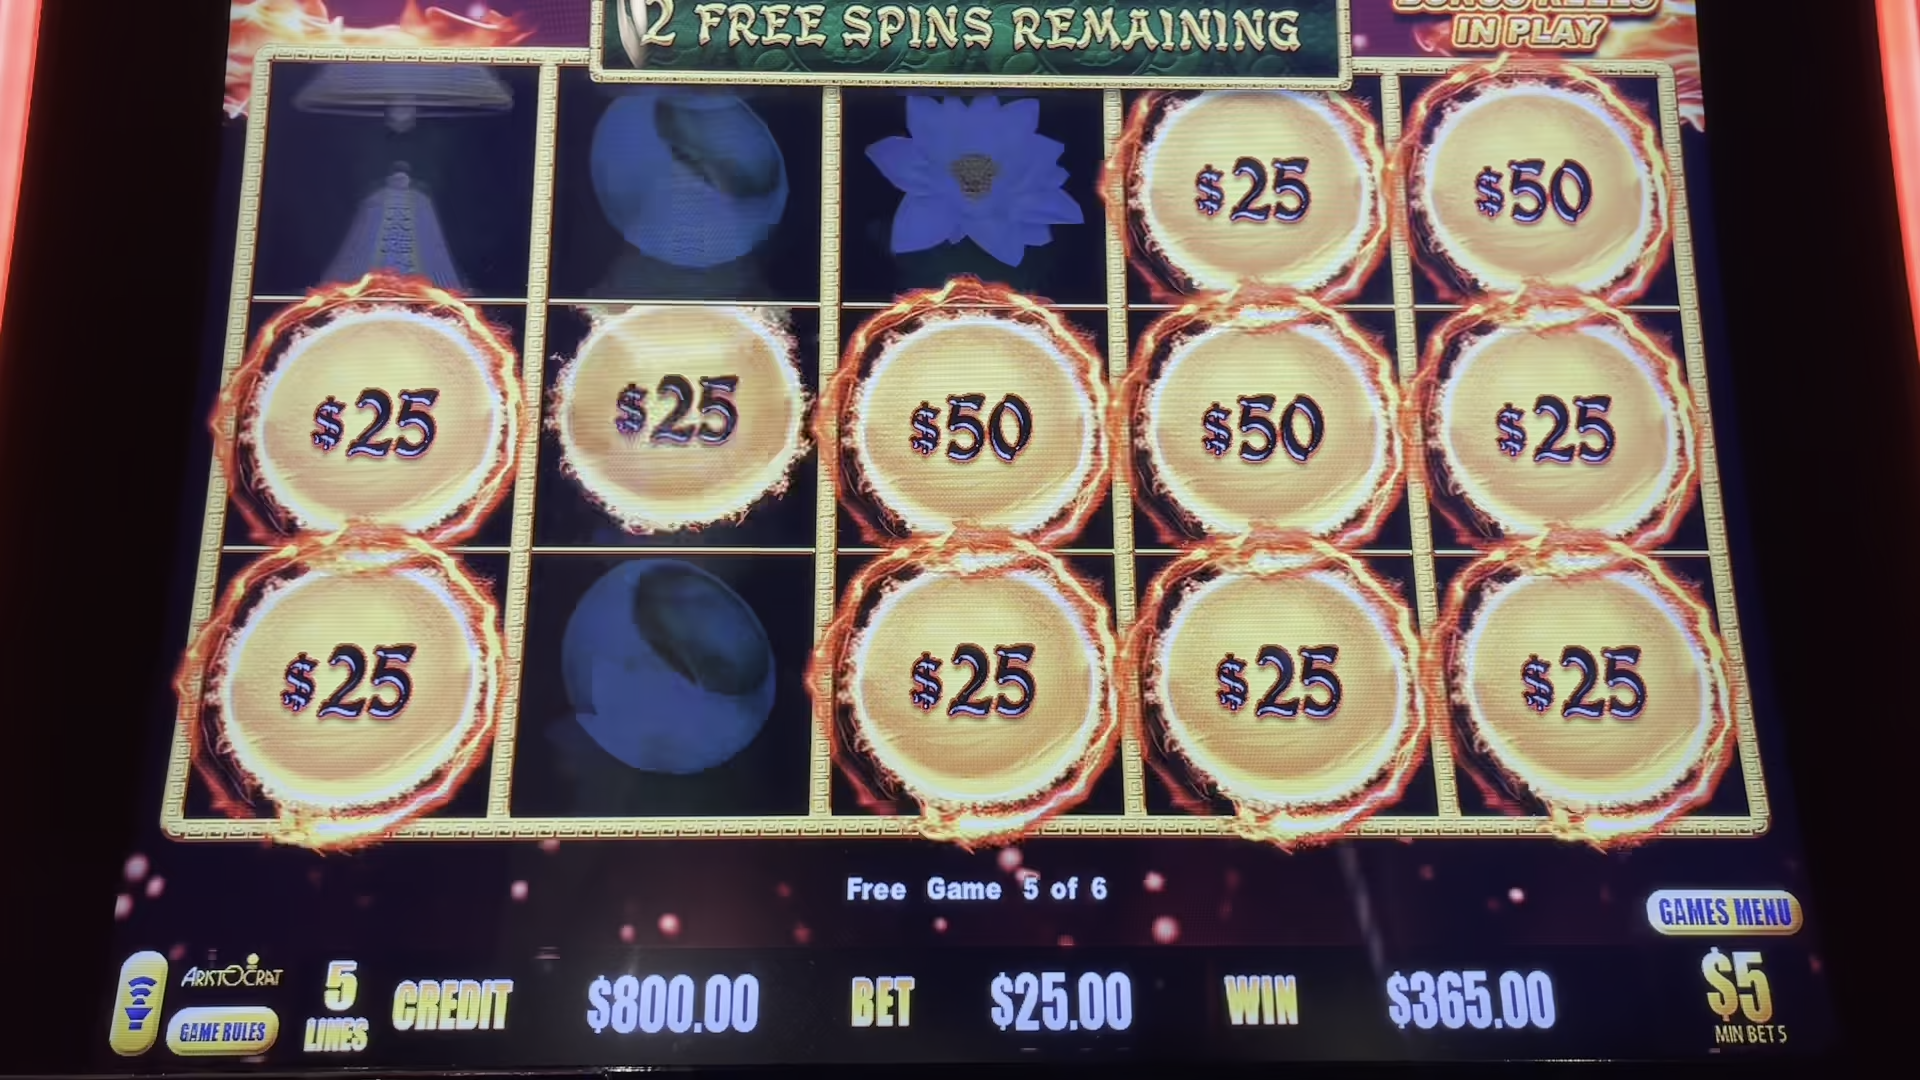 2 FREE SPINS REMAINING
BONUS REELS
IN PLAY
$25 $50
$25 $25 $50 $50 $25
$25 $25 $25 $25
Free Game 5 of 6
GAMES MENU
ARISTOCRAT
GAME RULES
5
LINES
CREDIT $800.00 BET $25.00 WIN $365.00
$5
MIN BET 5